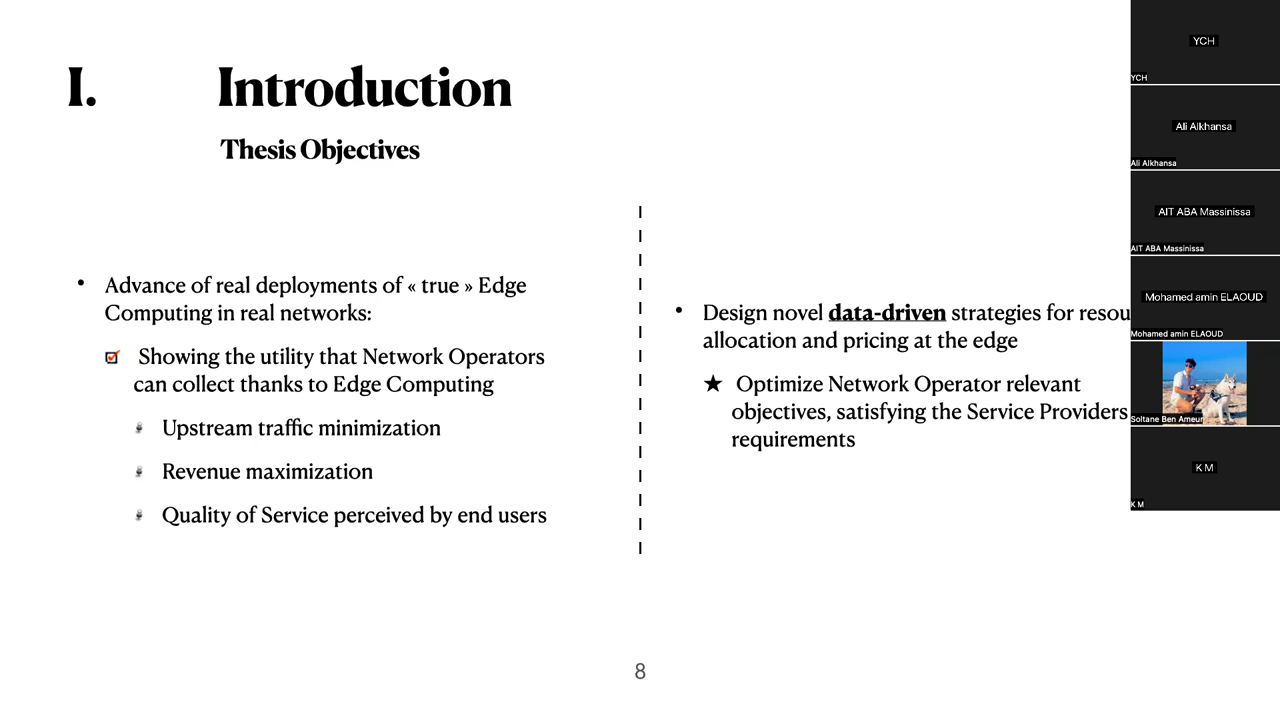 I. Introduction
Thesis Objectives
• Advance of real deployments of « true » Edge
Computing in real networks:
Showing the utility that Network Operators
can collect thanks to Edge Computing
Upstream traffic minimization
Revenue maximization
Quality of Service perceived by end users
• Design novel data-driven strategies for resou
allocation and pricing at the edge
★ Optimize Network Operator relevant
objectives, satisfying the Service Providers
requirements
8
YCH
YCH
Ali Alkhansa
Ali Alkhansa
AIT ABA Massinissa
AIT ABA Massinissa
Mohamed amin ELAOUD
Mohamed amin ELAOUD
Soltane Ben Ameur
K M
K M